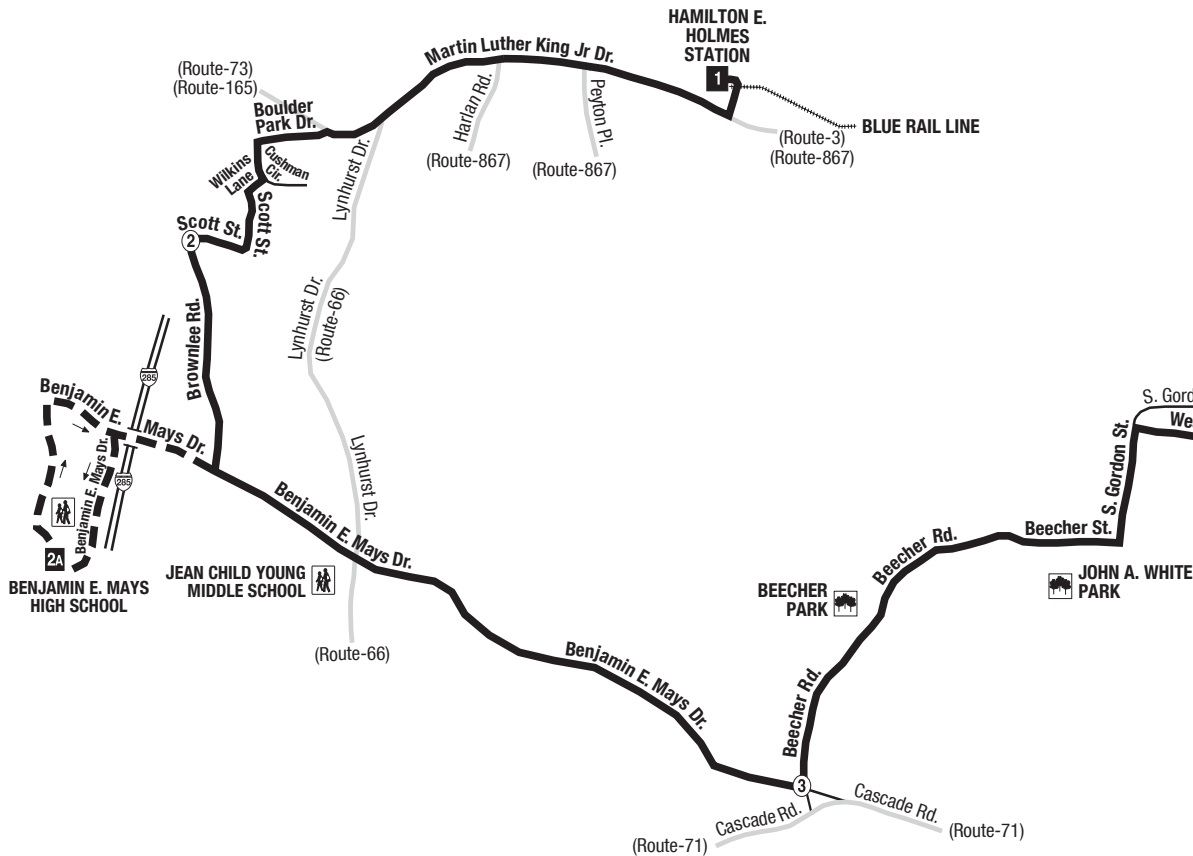 HAMILTON E.
HOLMES
STATION
1
Martin Luther King Jr Dr.
BLUE RAIL LINE
(Route-3)
(Route-867)
Peyton Pl.
(Route-867)
Harlan Rd.
(Route-867)
(Route-73)
(Route-165)
Boulder
Park Dr.
Wilkins
Lane
Cushman
Cir.
Scott St.
Scott St.
2
Lynhurst Dr.
Lynhurst Dr.
(Route-66)
Lynhurst Dr.
(Route-66)
Brownlee Rd.
285
285
Benjamin E.
Mays Dr.
Benjamin E. Mays Dr.
2A
BENJAMIN E. MAYS
HIGH SCHOOL
JEAN CHILD YOUNG
MIDDLE SCHOOL
Benjamin E. Mays Dr.
Benjamin E. Mays Dr.
3
Cascade Rd.
(Route-71)
Cascade Rd.
(Route-71)
Beecher Rd.
BEECHER
PARK
Beecher Rd.
Beecher St.
JOHN A. WHITE
PARK
S. Gordon St.
S. Gord
We